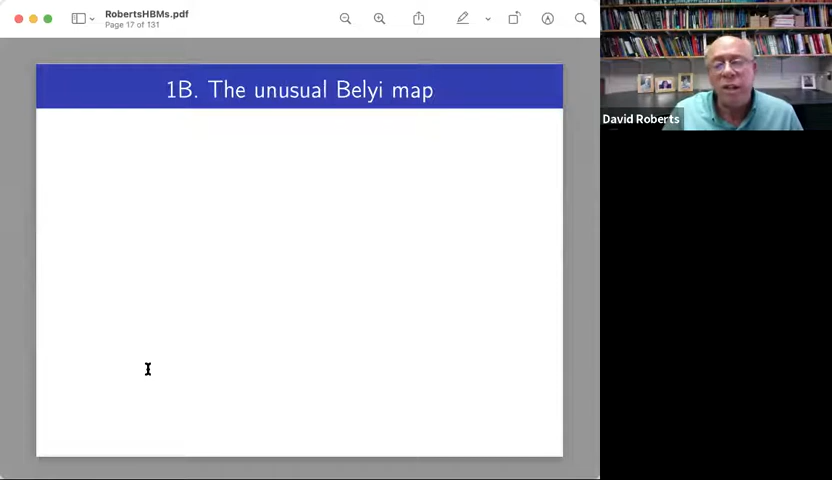 RobertsHBMs.pdf
Page 17 of 131
1B. The unusual Belyi map
David Roberts